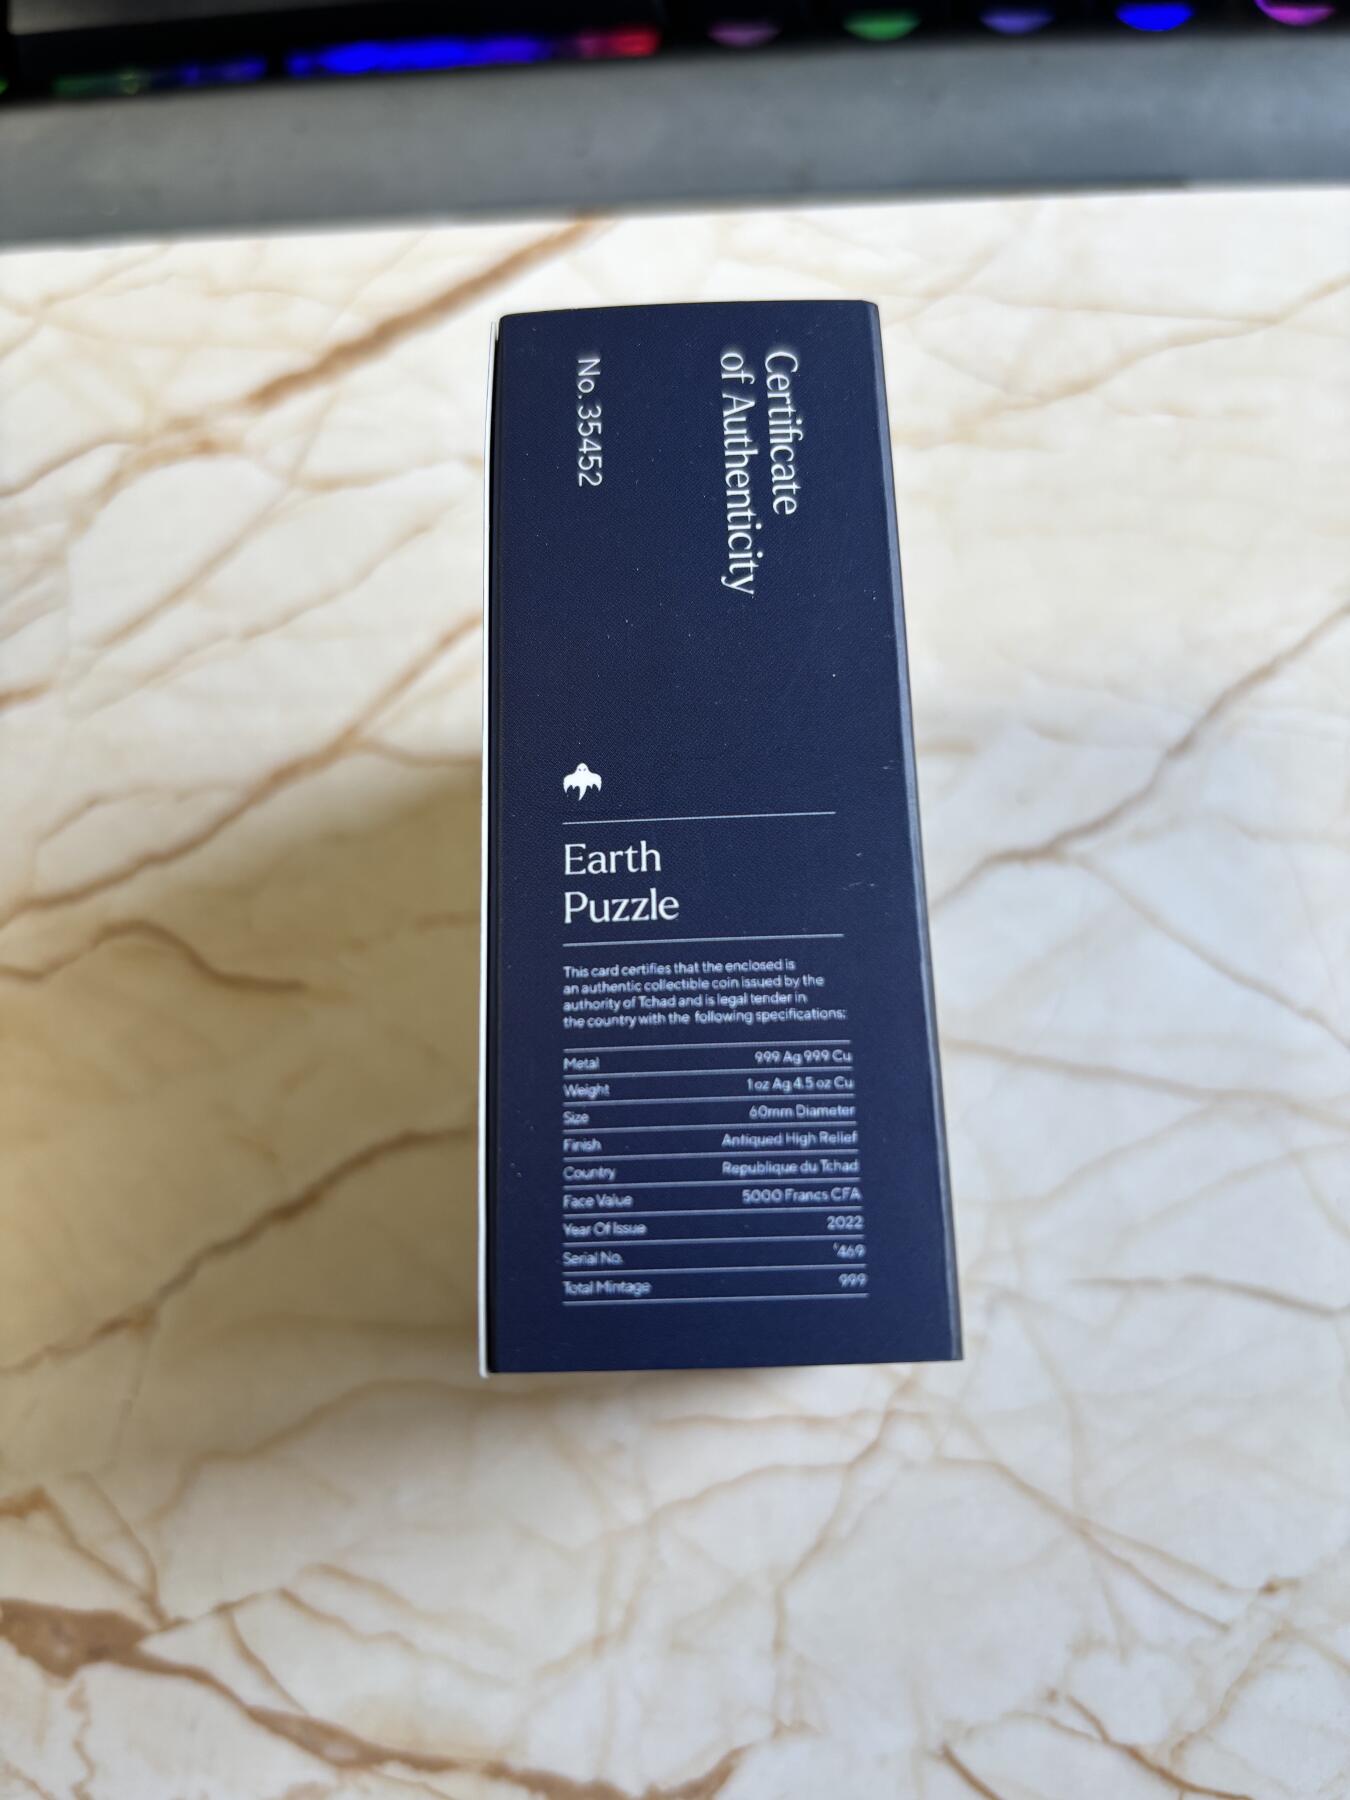 Certificate
of Authenticity
No. 35452
Earth
Puzzle
This card certifies that the enclosed is
an authentic collectible coin issued by the
authority of Tchad and is legal tender in
the country with the following specifications:
Metal 999 Ag 999 Cu
Weight 1 oz Ag 4.5 oz Cu
Size 60mm Diameter
Finish Antiqued High Relief
Country Republique du Tchad
Face Value 5000 Francs CFA
Year Of Issue 2022
Serial No. '469
Total Mintage 999